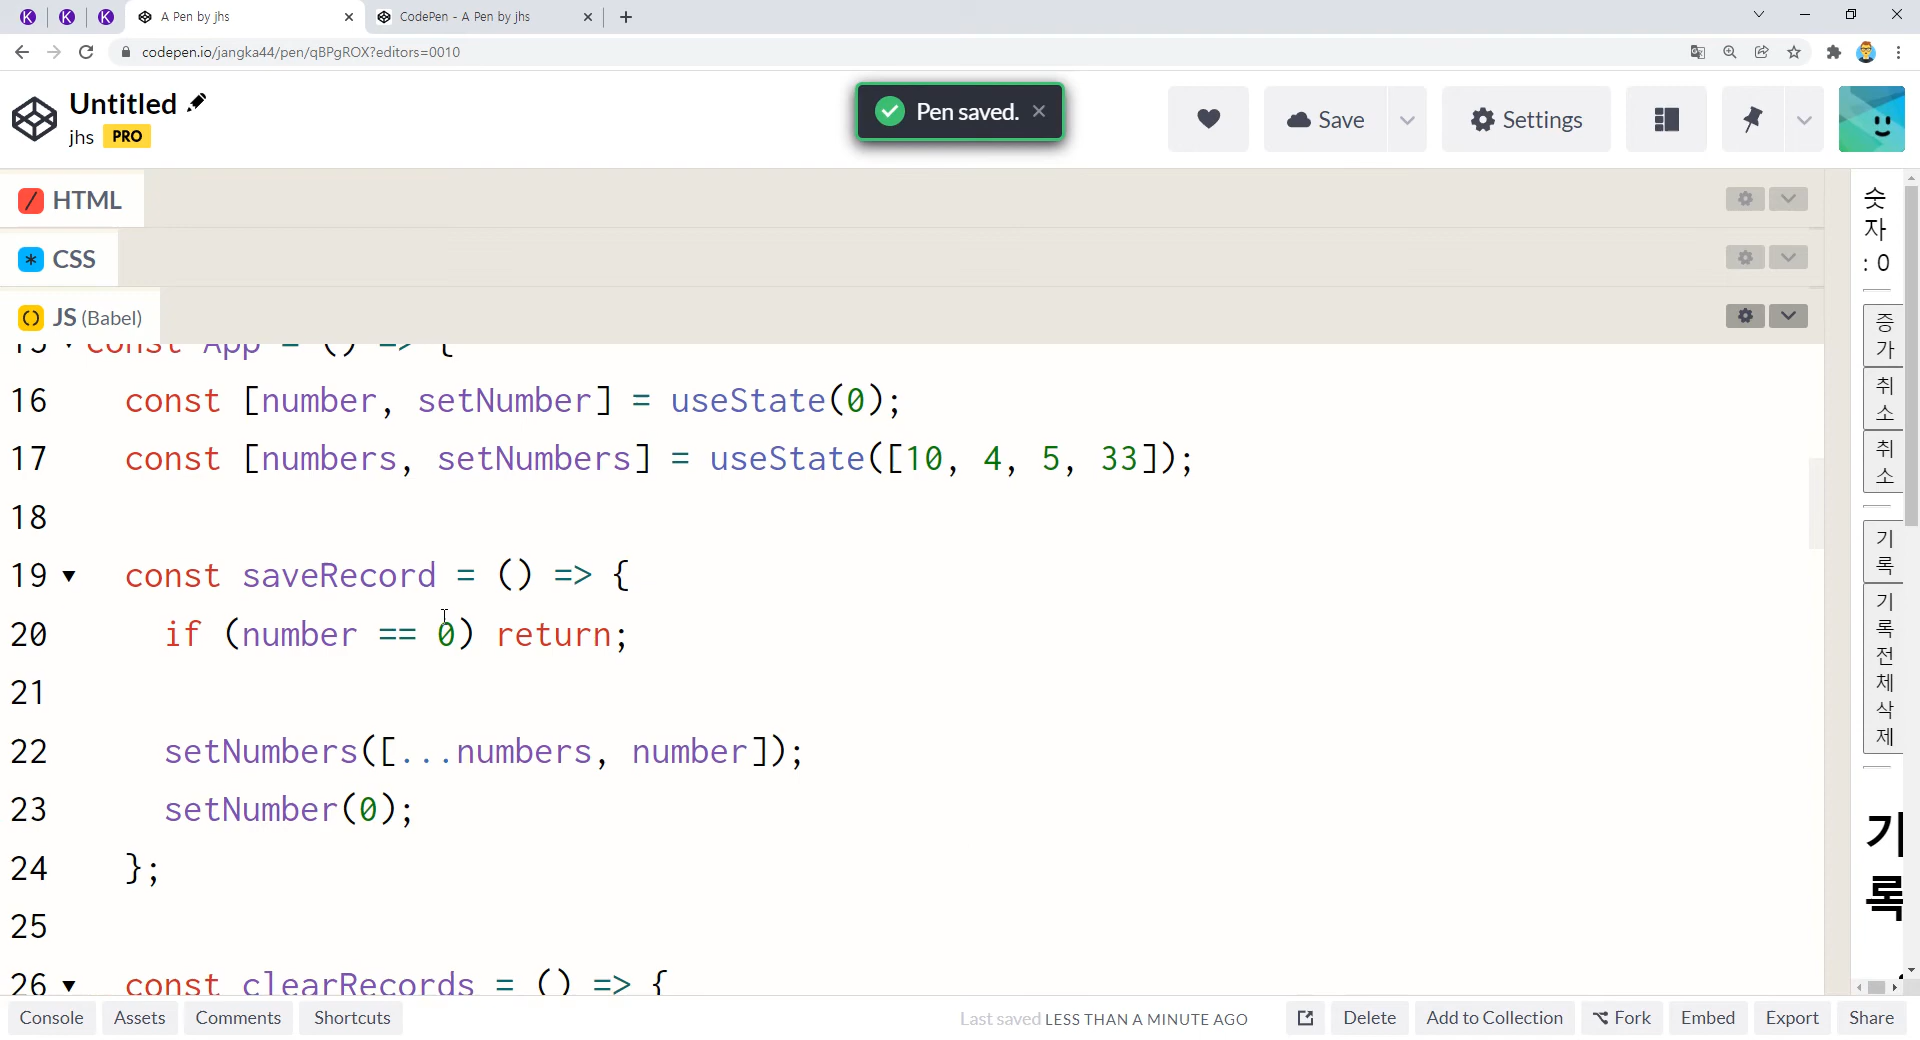 A Pen by jhs
CodePen - A Pen by jhs
codepen.io/jangka44/pen/qBPgROX?editors=0010
Untitled
jhs PRO
Pen saved.
Save
Settings
HTML
CSS
JS (Babel)
15 const App = () => {
16 const [number, setNumber] = useState(0);
17 const [numbers, setNumbers] = useState([10, 4, 5, 33]);
18
19 const saveRecord = () => {
20 if (number == 0) return;
21
22 setNumbers([...numbers, number]);
23 setNumber(0);
24 };
25
26 const clearRecords = () => {
숫
자
: 0
증
가
취
소
취
소
기
록
기
록
전
체
삭
제
기
록
Console
Assets
Comments
Shortcuts
Last saved LESS THAN A MINUTE AGO
Delete
Add to Collection
Fork
Embed
Export
Share